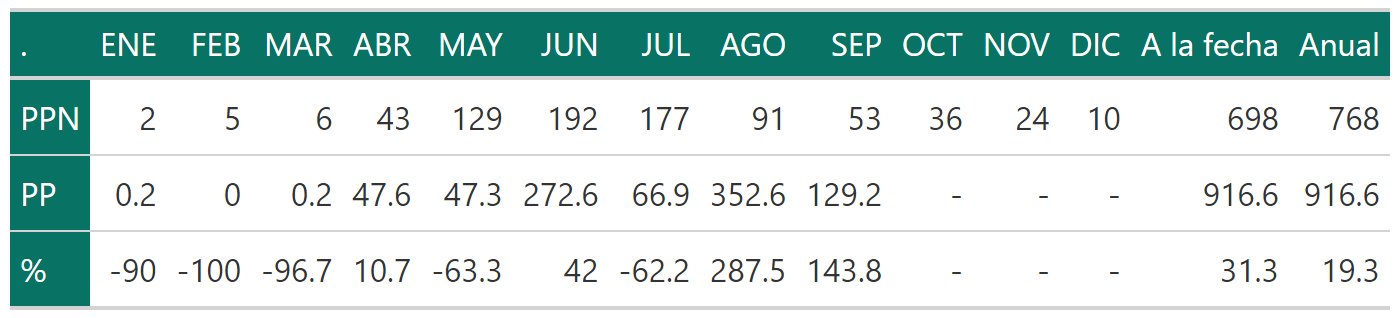 . ENE FEB MAR ABR MAY JUN JUL AGO SEP OCT NOV DIC A la fecha Anual
PPN 2 5 6 43 129 192 177 91 53 36 24 10 698 768
PP 0.2 0 0.2 47.6 47.3 272.6 66.9 352.6 129.2 - - - 916.6 916.6
% -90 -100 -96.7 10.7 -63.3 42 -62.2 287.5 143.8 - - - 31.3 19.3